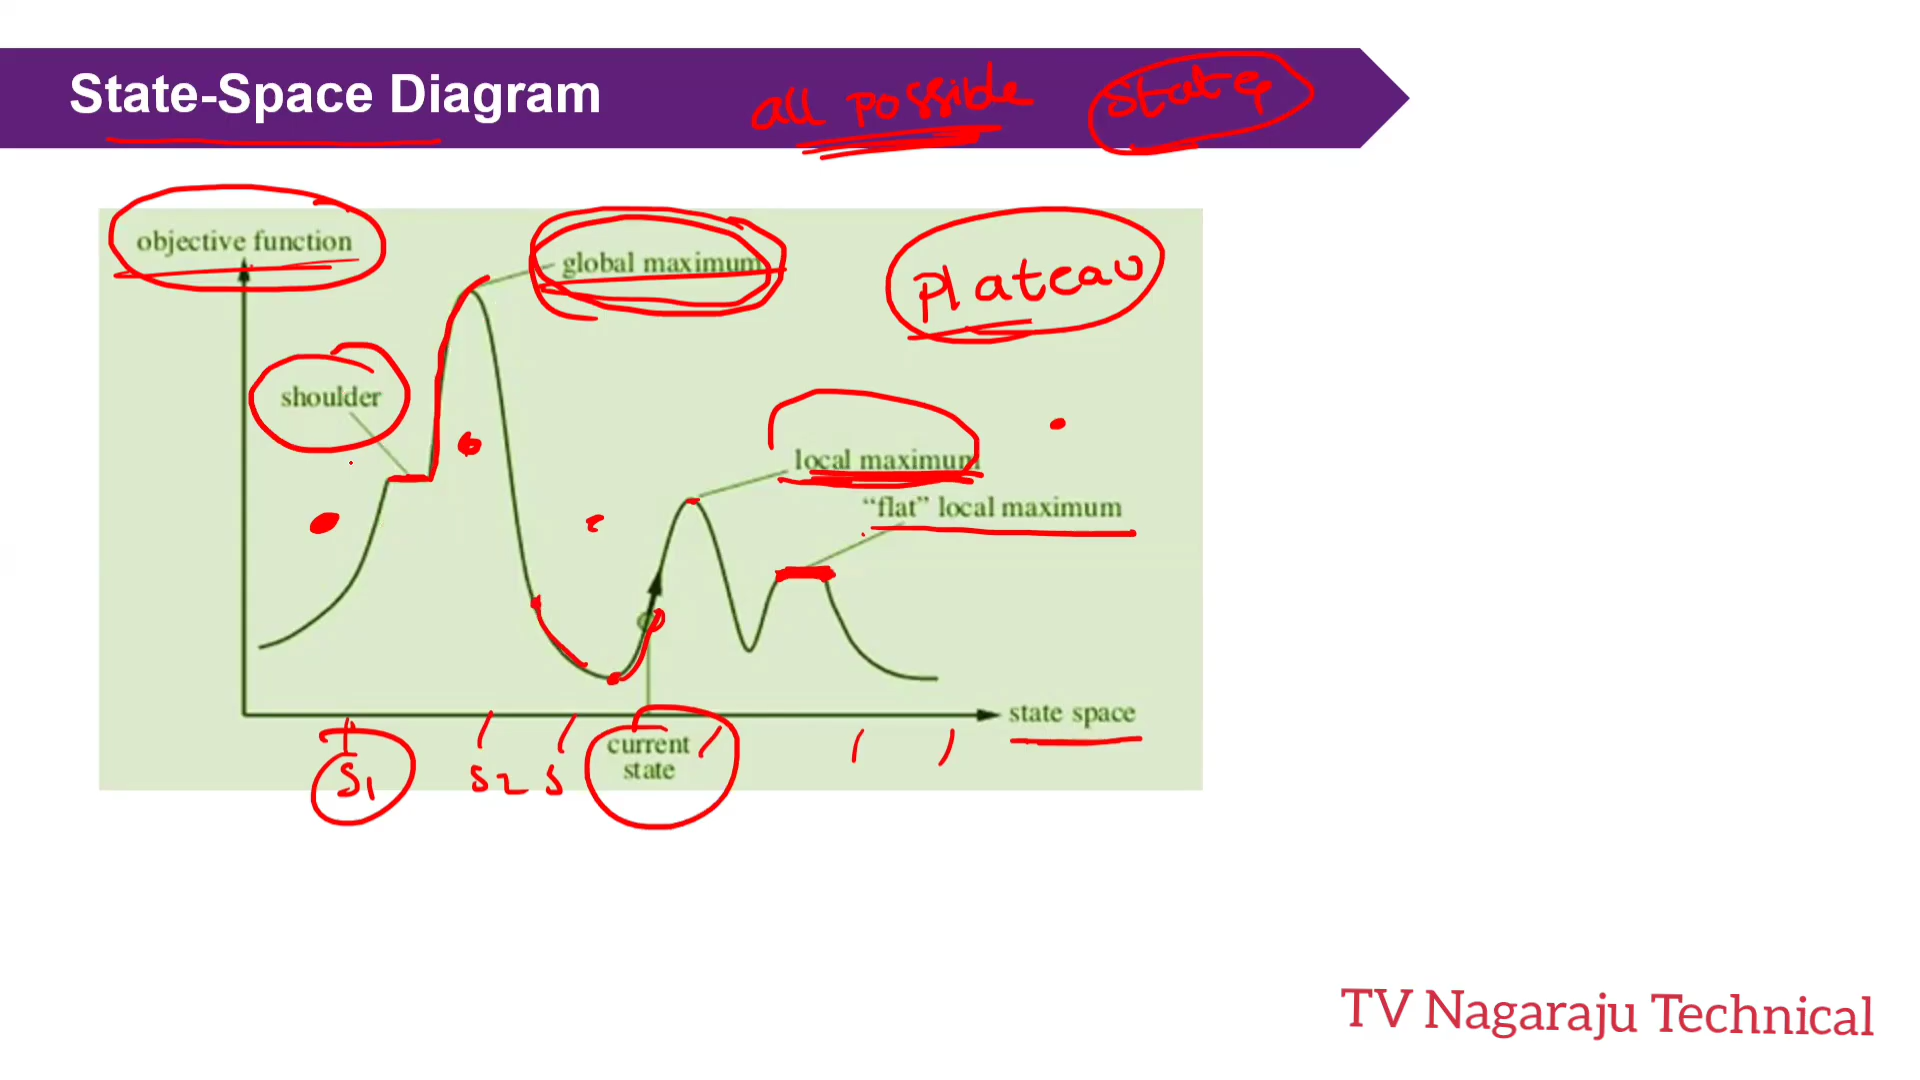 State-Space Diagram
all possible states
objective function
global maximum
Plateau
shoulder
local maximum
"flat" local maximum
state space
current
state
S1 S2 S
TV Nagaraju Technical